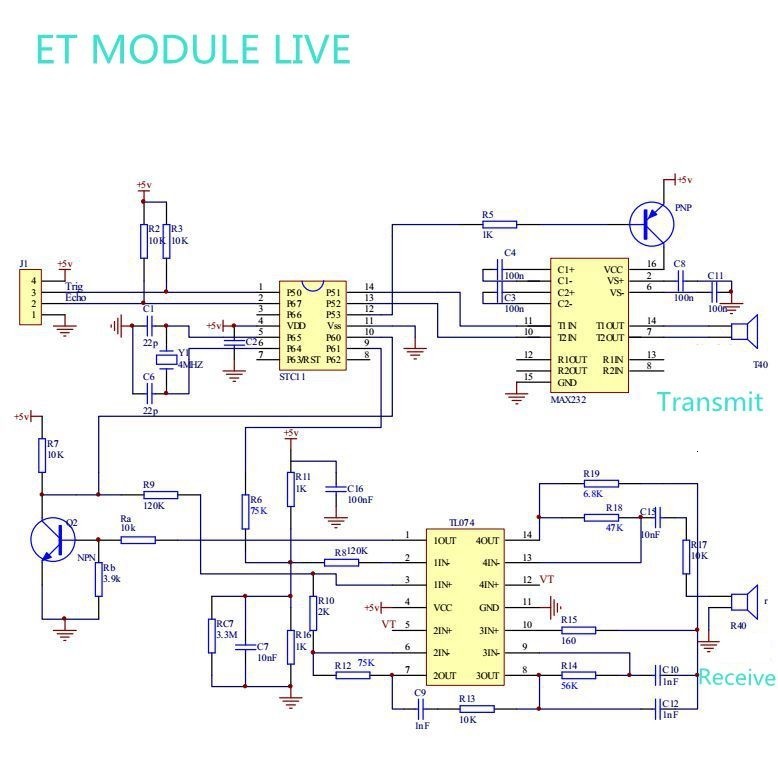 ET MODULE LIVE
+5v
+5v
PNP
R2
10K
R3
10K
R5
1K
J1
+5v
4
3
2
1
Trig
Echo
C4
100n
C3
100n
C1+
C1-
C2+
C2-
VCC
VS+
VS-
16
2
6
C8
100n
C11
100n
1
2
3
4
5
6
7
P50
P67
P66
VDD
P65
P64
P63/RST
P51
P52
P53
Vss
P60
P61
P62
14
13
12
11
10
9
8
STC11
C1
22p
+5v
C2
Y1
4MHZ
C6
22p
11
10
T1IN
T2IN
T1OUT
T2OUT
14
7
12
8
15
R1OUT
R2OUT
GND
R1IN
R2IN
13
8
MAX232
T40
Transmit
+5v
R7
10K
+5v
R9
120K
R6
75K
R11
1K
C16
100nF
Q2
NPN
Ra
10k
Rb
3.9k
R8
120K
R10
2K
RC7
3.3M
C7
10nF
R16
1K
R12
75K
+5v
VT
TL074
1
2
3
4
5
6
7
1OUT
1IN-
1IN+
VCC
2IN+
2IN-
2OUT
4OUT
4IN-
4IN+
GND
3IN+
3IN-
3OUT
14
13
12
11
10
9
8
VT
R19
6.8K
R18
47K
C15
10nF
R17
10K
R40
r
R15
160
R14
56K
C10
1nF
C12
1nF
C9
1nF
R13
10K
Receive